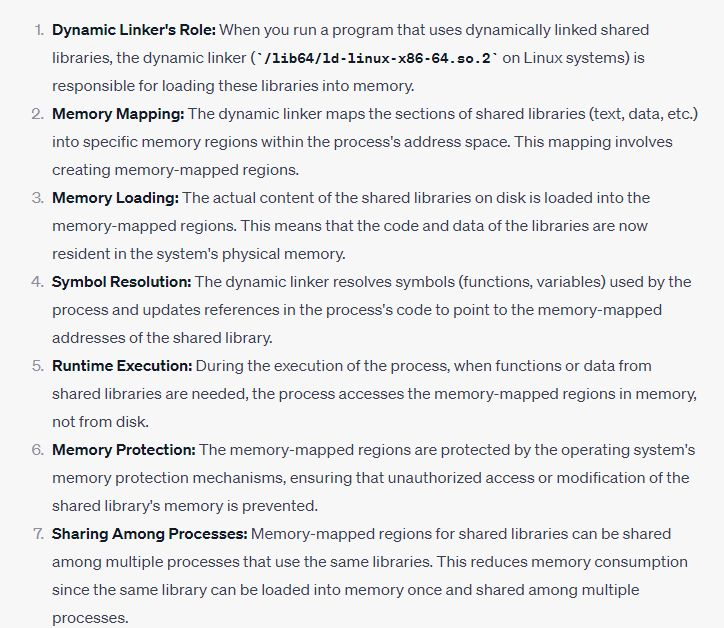 1. Dynamic Linker's Role: When you run a program that uses dynamically linked shared
libraries, the dynamic linker (`/lib64/ld-linux-x86-64.so.2` on Linux systems) is
responsible for loading these libraries into memory.
2. Memory Mapping: The dynamic linker maps the sections of shared libraries (text, data, etc.)
into specific memory regions within the process's address space. This mapping involves
creating memory-mapped regions.
3. Memory Loading: The actual content of the shared libraries on disk is loaded into the
memory-mapped regions. This means that the code and data of the libraries are now
resident in the system's physical memory.
4. Symbol Resolution: The dynamic linker resolves symbols (functions, variables) used by the
process and updates references in the process's code to point to the memory-mapped
addresses of the shared library.
5. Runtime Execution: During the execution of the process, when functions or data from
shared libraries are needed, the process accesses the memory-mapped regions in memory,
not from disk.
6. Memory Protection: The memory-mapped regions are protected by the operating system's
memory protection mechanisms, ensuring that unauthorized access or modification of the
shared library's memory is prevented.
7. Sharing Among Processes: Memory-mapped regions for shared libraries can be shared
among multiple processes that use the same libraries. This reduces memory consumption
since the same library can be loaded into memory once and shared among multiple
processes.